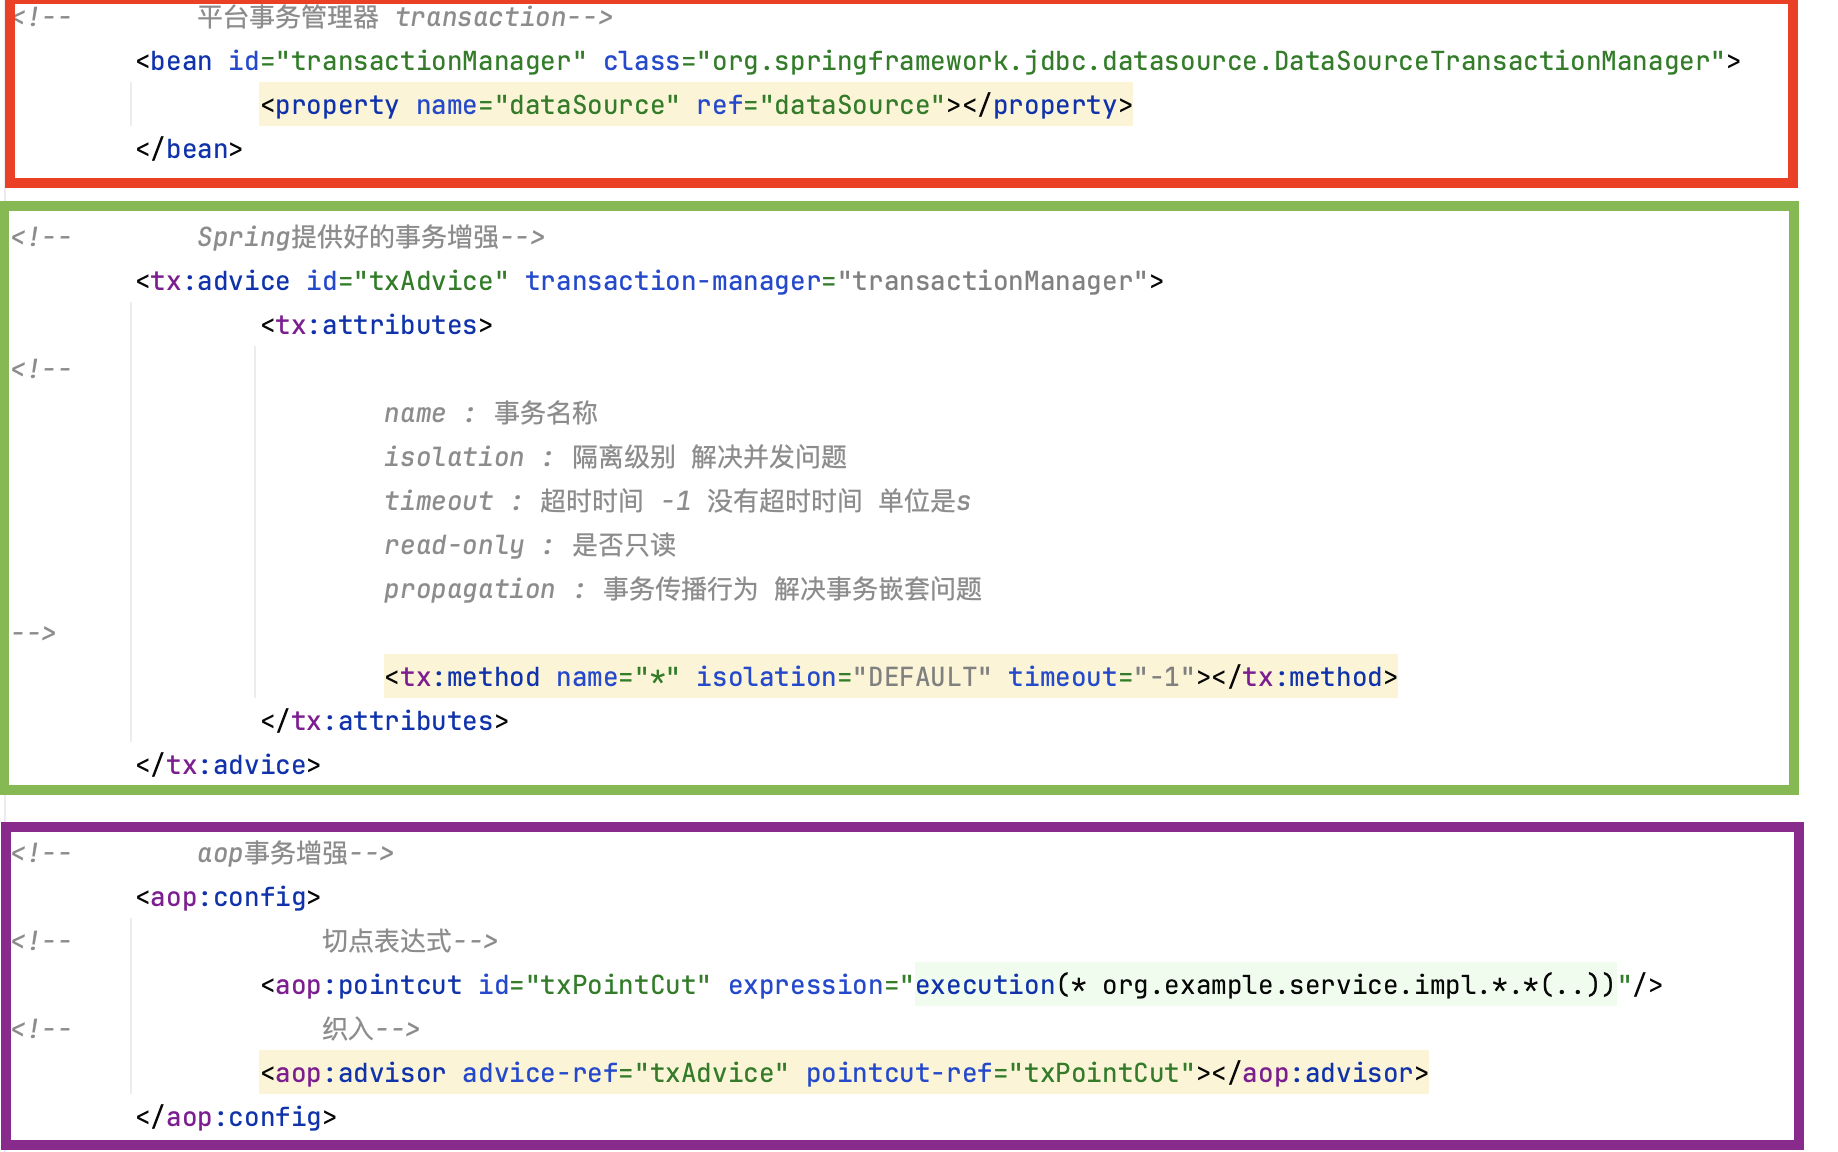 <!--        平台事务管理器 transaction-->
        <bean id="transactionManager" class="org.springframework.jdbc.datasource.DataSourceTransactionManager">
                <property name="dataSource" ref="dataSource"></property>
        </bean>
<!--        Spring提供好的事务增强-->
        <tx:advice id="txAdvice" transaction-manager="transactionManager">
                <tx:attributes>
<!--
                        name : 事务名称
                        isolation : 隔离级别 解决并发问题
                        timeout : 超时时间 -1 没有超时时间 单位是s
                        read-only : 是否只读
                        propagation : 事务传播行为 解决事务嵌套问题
-->
                        <tx:method name="*" isolation="DEFAULT" timeout="-1"></tx:method>
                </tx:attributes>
        </tx:advice>
<!--        aop事务增强-->
        <aop:config>
<!--                切点表达式-->
                <aop:pointcut id="txPointCut" expression="execution(* org.example.service.impl.*.*(..))"/>
<!--                织入-->
                <aop:advisor advice-ref="txAdvice" pointcut-ref="txPointCut"></aop:advisor>
        </aop:config>